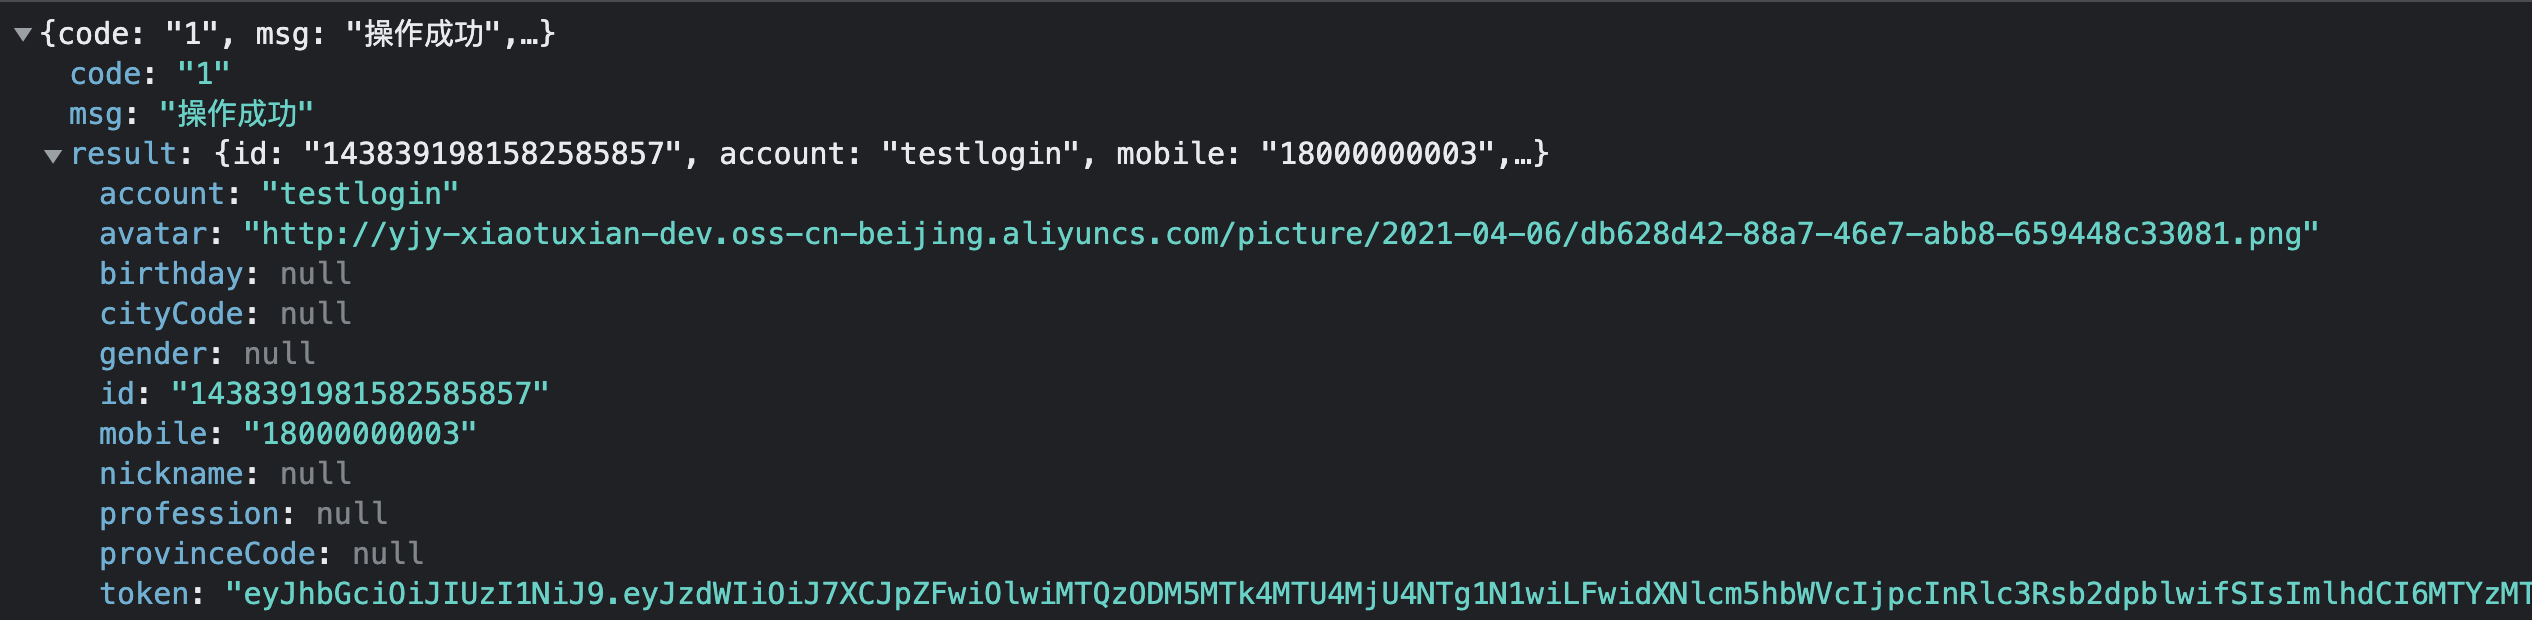 {code: "1", msg: "操作成功",…}
code: "1"
msg: "操作成功"
result: {id: "1438391981582585857", account: "testlogin", mobile: "18000000003",…}
account: "testlogin"
avatar: "http://yjy-xiaotuxian-dev.oss-cn-beijing.aliyuncs.com/picture/2021-04-06/db628d42-88a7-46e7-abb8-659448c33081.png"
birthday: null
cityCode: null
gender: null
id: "1438391981582585857"
mobile: "18000000003"
nickname: null
profession: null
provinceCode: null
token: "eyJhbGciOiJIUzI1NiJ9.eyJzdWIiOiJ7XCJpZFwiOlwiMTQzODM5MTk4MTU4MjU4NTg1N1wiLFwidXNlcm5hbWVcIjpcInRlc3Rsb2dpblwifSIsImlhdCI6MTYzMT